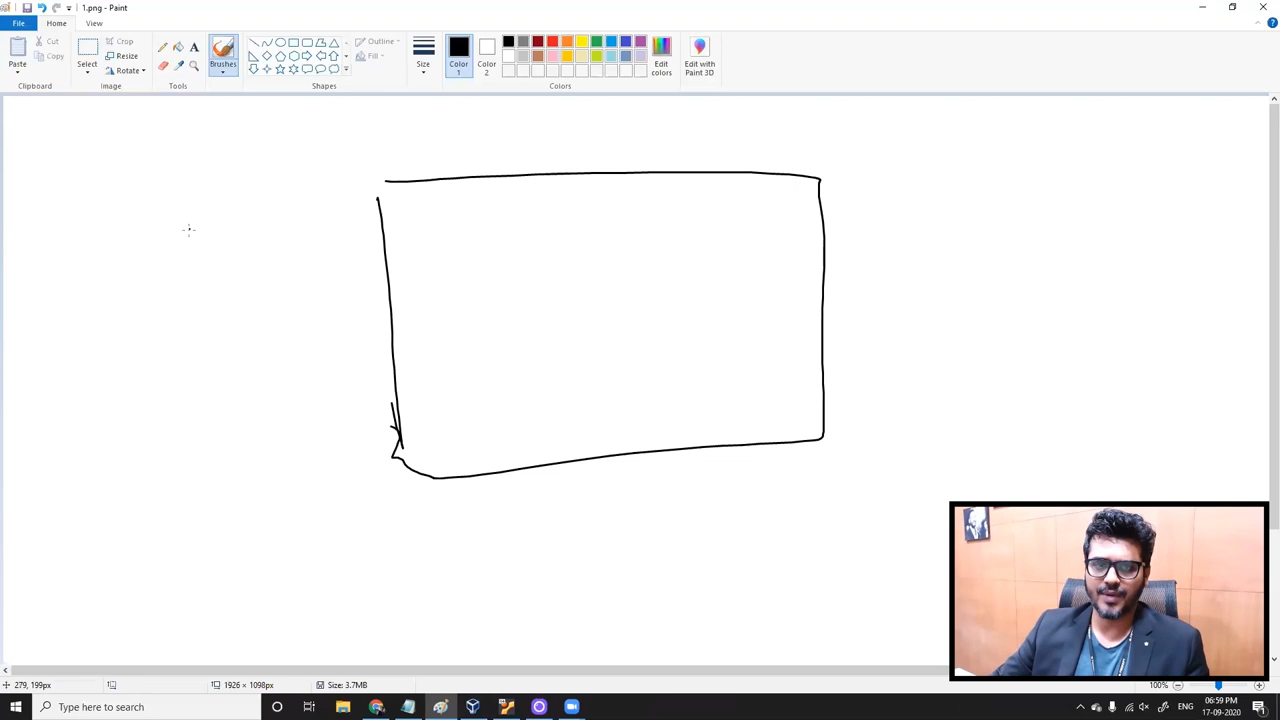 1.png - Paint
File Home View
Paste
Cut
Copy
Clipboard
Select
Crop
Resize
Rotate
Image
A
Tools
Brushes
Outline
Fill
Shapes
Size
Color 1
Color 2
Edit colors
Edit with Paint 3D
Colors
279, 199px
1926 × 1098px
Size: 3.7MB
100%
Type here to search
ENG
06:59 PM
17-09-2020
1